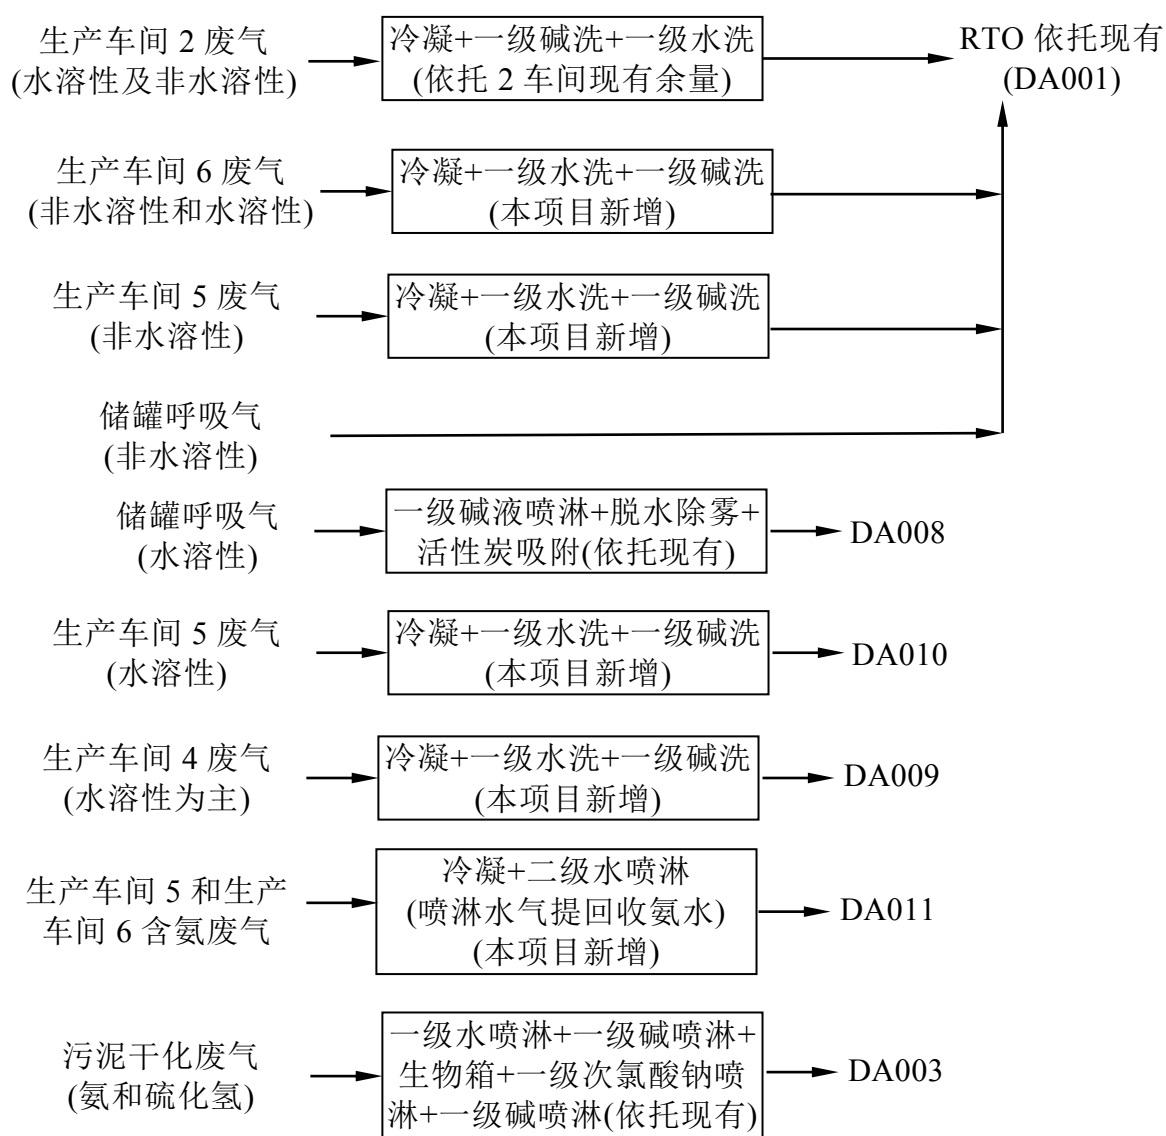 生产车间 2 废气
(水溶性及非水溶性)
冷凝+一级碱洗+一级水洗
(依托 2 车间现有余量)
RTO 依托现有
(DA001)
生产车间 6 废气
(非水溶性和水溶性)
冷凝+一级水洗+一级碱洗
(本项目新增)
生产车间 5 废气
(非水溶性)
冷凝+一级水洗+一级碱洗
(本项目新增)
储罐呼吸气
(非水溶性)
储罐呼吸气
(水溶性)
一级碱液喷淋+脱水除雾+
活性炭吸附(依托现有)
DA008
生产车间 5 废气
(水溶性)
冷凝+一级水洗+一级碱洗
(本项目新增)
DA010
生产车间 4 废气
(水溶性为主)
冷凝+一级水洗+一级碱洗
(本项目新增)
DA009
生产车间 5 和生产
车间 6 含氨废气
冷凝+二级水喷淋
(喷淋水气提回收氨水)
(本项目新增)
DA011
污泥干化废气
(氨和硫化氢)
一级水喷淋+一级碱喷淋+
生物箱+一级次氯酸钠喷
淋+一级碱喷淋(依托现有)
DA003